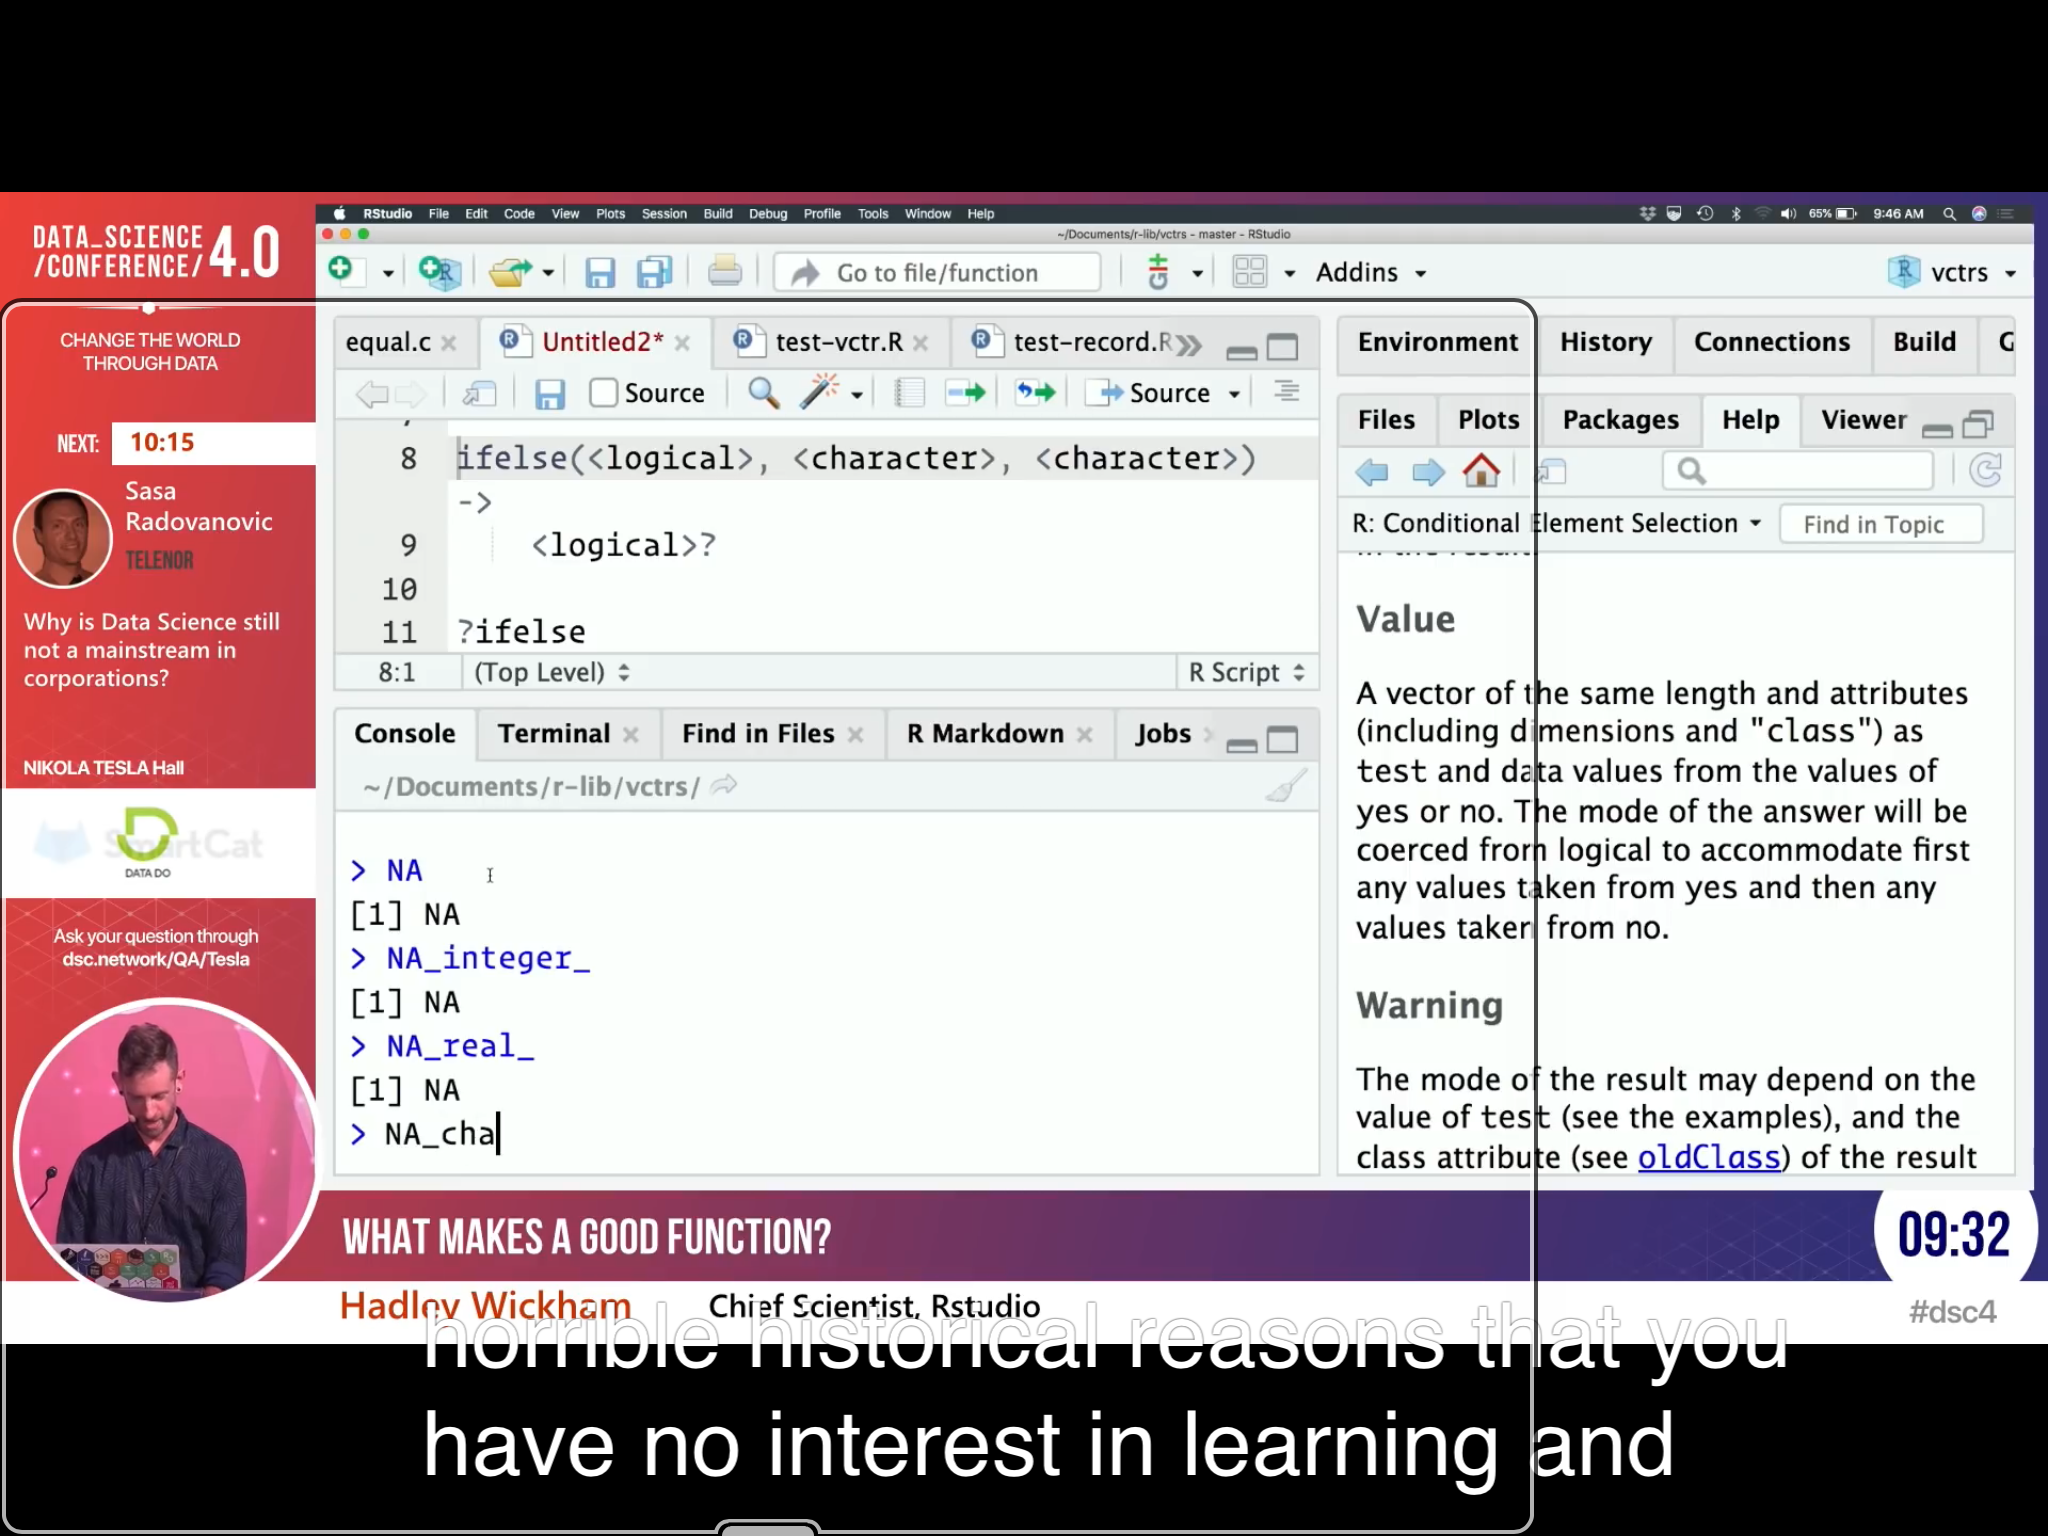 DATA_SCIENCE
/CONFERENCE/ 4.0
CHANGE THE WORLD
THROUGH DATA
NEXT: 10:15
Sasa
Radovanovic
TELENOR
Why is Data Science still
not a mainstream in
corporations?
NIKOLA TESLA Hall
SmartCat
DATA DO
Ask your question through
dsc.network/QA/Tesla
RStudio File Edit Code View Plots Session Build Debug Profile Tools Window Help
65% 9:46 AM
~/Documents/r-lib/vctrs - master - RStudio
Go to file/function
Addins
vctrs
equal.c
Untitled2*
test-vctr.R
test-record.R
Source
Source
8 ifelse(<logical>, <character>, <character>)
->
9 <logical>?
10
11 ?ifelse
8:1 (Top Level) R Script
Console Terminal Find in Files R Markdown Jobs
~/Documents/r-lib/vctrs/
> NA
[1] NA
> NA_integer_
[1] NA
> NA_real_
[1] NA
> NA_cha
Environment History Connections Build G
Files Plots Packages Help Viewer
R: Conditional Element Selection Find in Topic
in the result.
Value
A vector of the same length and attributes
(including dimensions and "class") as
test and data values from the values of
yes or no. The mode of the answer will be
coerced from logical to accommodate first
any values taken from yes and then any
values taken from no.
Warning
The mode of the result may depend on the
value of test (see the examples), and the
class attribute (see oldClass) of the result
WHAT MAKES A GOOD FUNCTION?
09:32
Hadley Wickham Chief Scientist, Rstudio
#dsc4
horrible historical reasons that you
have no interest in learning and